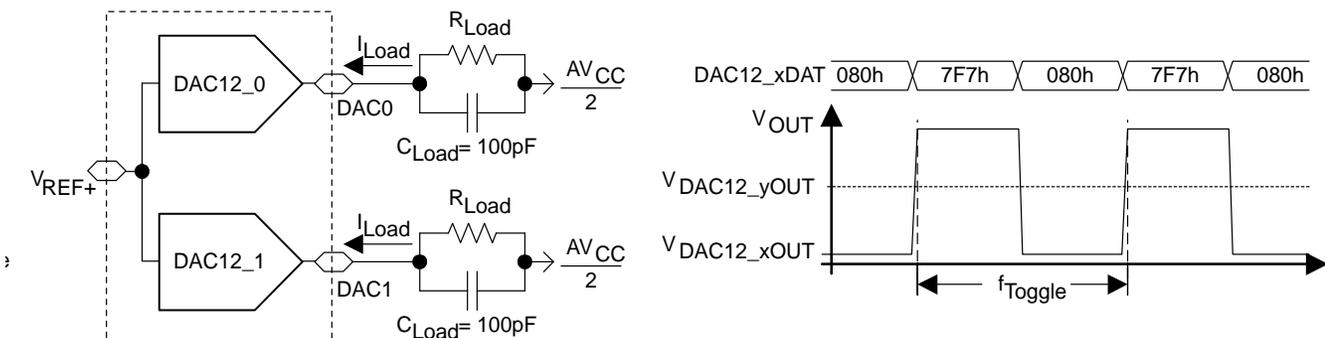 R Load
I Load
DAC12_0
DAC0
AV CC
2
C Load = 100pF
V REF+
R Load
I Load
DAC12_1
DAC1
AV CC
2
C Load = 100pF
e
DAC12_xDAT 080h 7F7h 080h 7F7h 080h
V OUT
V DAC12_yOUT
V DAC12_xOUT
f Toggle